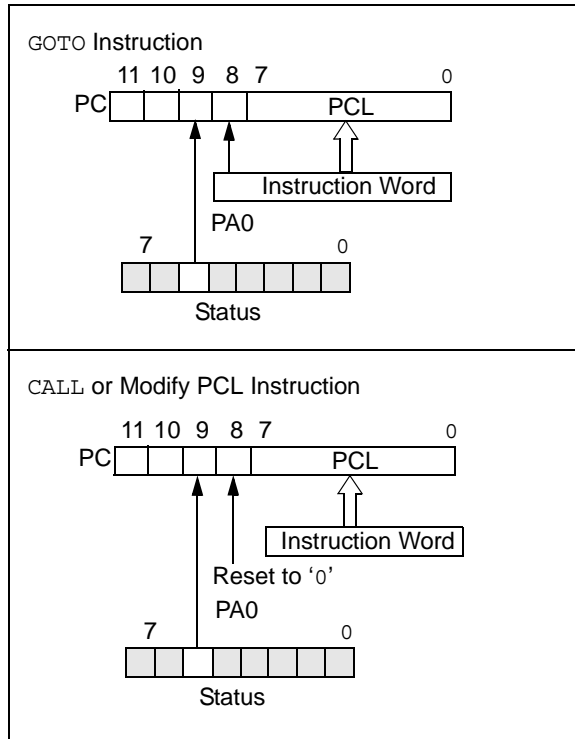 GOTO Instruction
11 10 9 8 7 0
PC PCL
Instruction Word
PA0
7 0
Status
CALL or Modify PCL Instruction
11 10 9 8 7 0
PC PCL
Instruction Word
Reset to ‘0’
PA0
7 0
Status